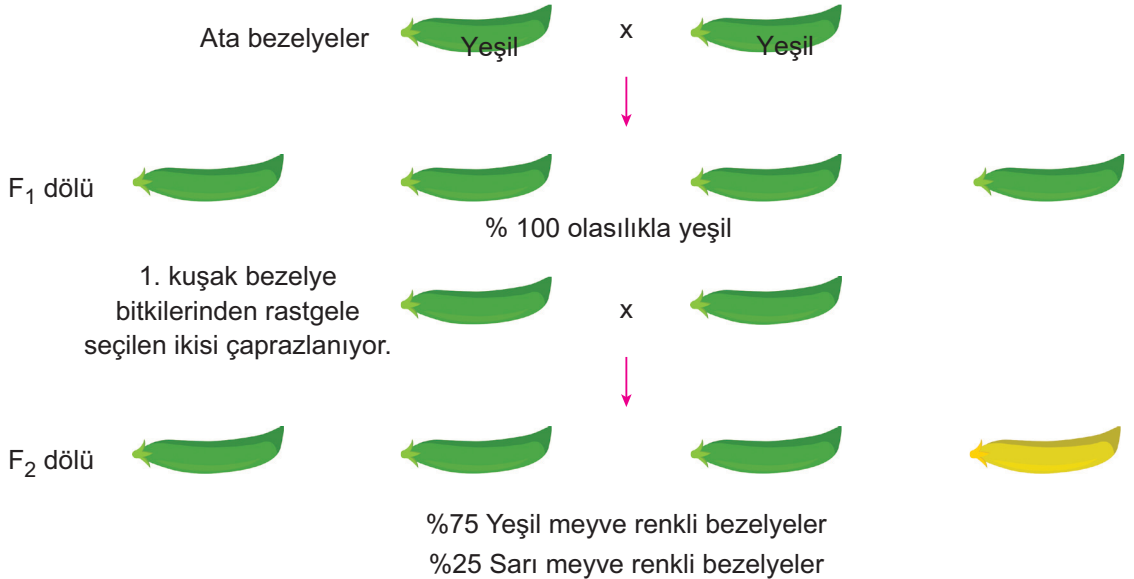 Ata bezelyeler Yeşil x Yeşil
F1 dölü
% 100 olasılıkla yeşil
1. kuşak bezelye
bitkilerinden rastgele
seçilen ikisi çaprazlanıyor.
x
F2 dölü
%75 Yeşil meyve renkli bezelyeler
%25 Sarı meyve renkli bezelyeler